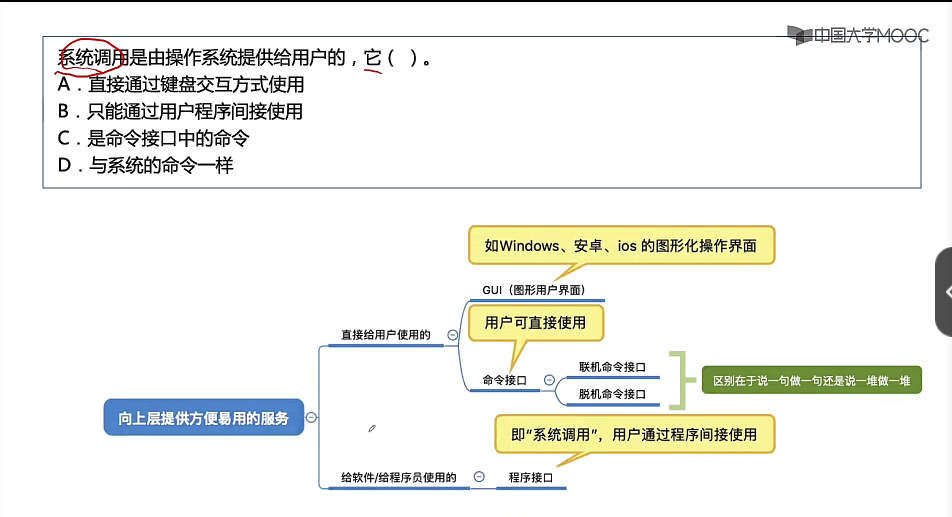 中国大学MOOC
系统调用是由操作系统提供给用户的，它（ ）。
A．直接通过键盘交互方式使用
B．只能通过用户程序间接使用
C．是命令接口中的命令
D．与系统的命令一样
如Windows、安卓、ios 的图形化操作界面
GUI（图形用户界面）
用户可直接使用
直接给用户使用的
命令接口
联机命令接口
脱机命令接口
区别在于说一句做一句还是说一堆做一堆
向上层提供方便易用的服务
即“系统调用”，用户通过程序间接使用
给软件/给程序员使用的
程序接口